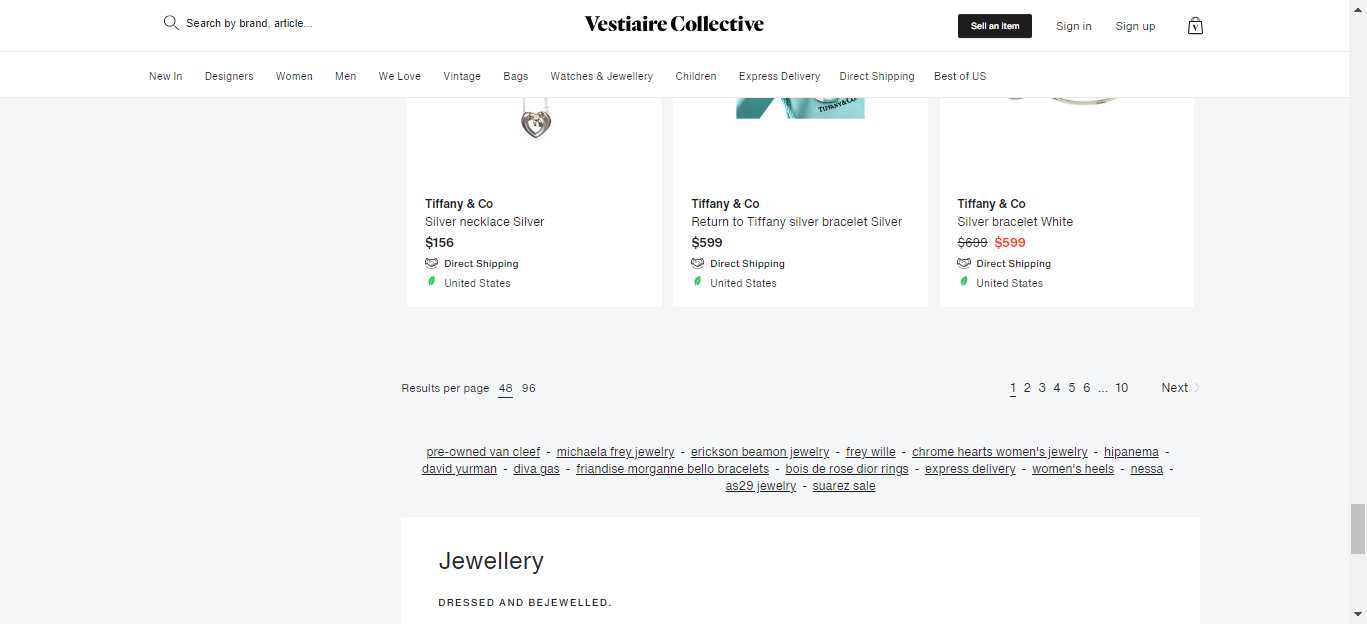 Search by brand, article...
Vestiaire Collective
Sell an item
Sign in
Sign up
V
New In
Designers
Women
Men
We Love
Vintage
Bags
Watches & Jewellery
Children
Express Delivery
Direct Shipping
Best of US
TIFFANY & CO.
Tiffany & Co
Silver necklace Silver
$156
Direct Shipping
United States
Tiffany & Co
Return to Tiffany silver bracelet Silver
$599
Direct Shipping
United States
Tiffany & Co
Silver bracelet White
$699 $599
Direct Shipping
United States
Results per page 48 96
1 2 3 4 5 6 ... 10 Next
pre-owned van cleef - michaela frey jewelry - erickson beamon jewelry - frey wille - chrome hearts women's jewelry - hipanema -
david yurman - diva gas - friandise morganne bello bracelets - bois de rose dior rings - express delivery - women's heels - nessa -
as29 jewelry - suarez sale
Jewellery
DRESSED AND BEJEWELLED.